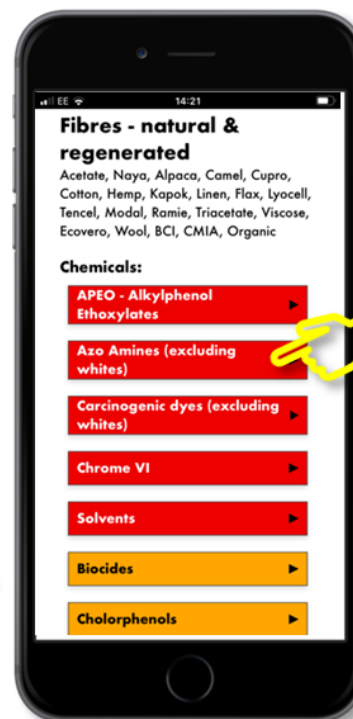 EE 14:21
Fibres - natural &
regenerated
Acetate, Naya, Alpaca, Camel, Cupro,
Cotton, Hemp, Kapok, Linen, Flax, Lyocell,
Tencel, Modal, Ramie, Triacetate, Viscose,
Ecovero, Wool, BCI, CMIA, Organic
Chemicals:
APEO - Alkylphenol
Ethoxylates
Azo Amines (excluding
whites)
Carcinogenic dyes (excluding
whites)
Chrome VI
Solvents
Biocides
Cholorphenols